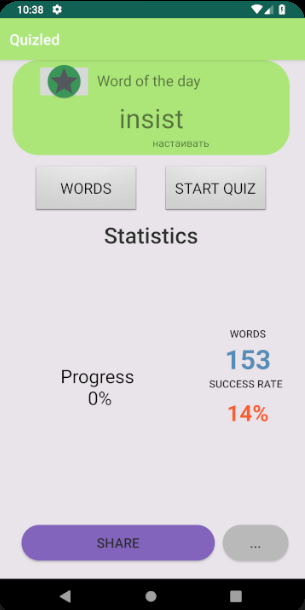 10:38
Quizled
Word of the day
insist
настаивать
WORDS
START QUIZ
Statistics
WORDS
153
SUCCESS RATE
14%
Progress
0%
SHARE
...